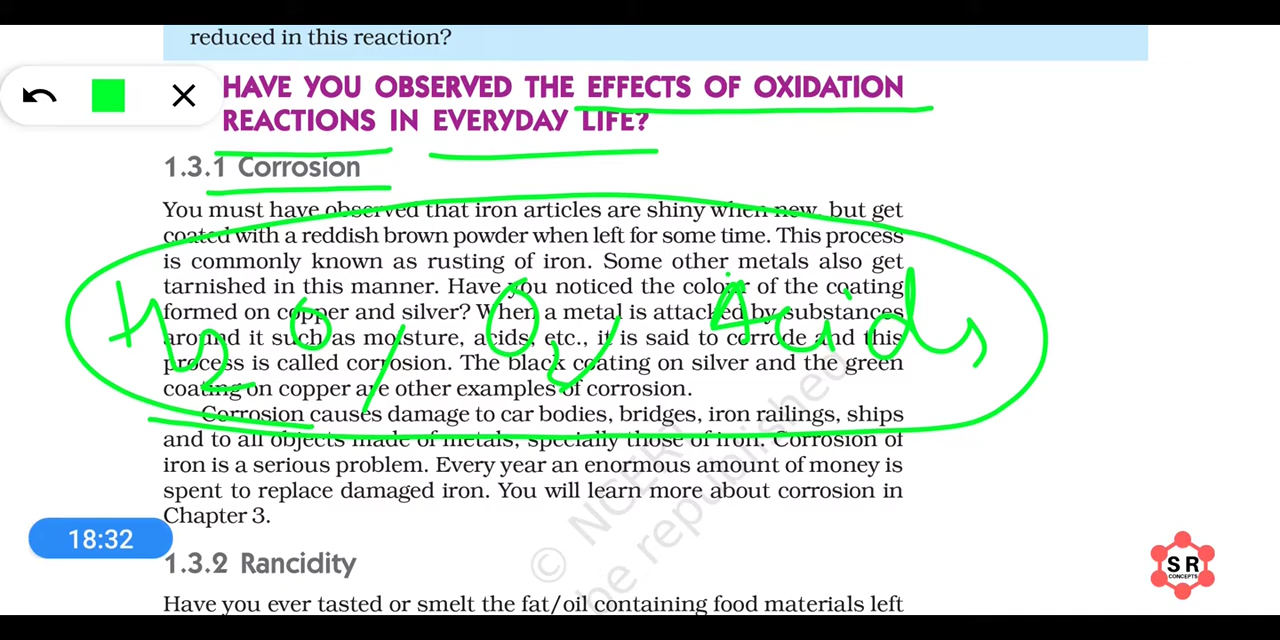 reduced in this reaction?
HAVE YOU OBSERVED THE EFFECTS OF OXIDATION
REACTIONS IN EVERYDAY LIFE?
1.3.1 Corrosion
You must have observed that iron articles are shiny when new, but get
coated with a reddish brown powder when left for some time. This process
is commonly known as rusting of iron. Some other metals also get
tarnished in this manner. Have you noticed the colour of the coating
formed on copper and silver? When a metal is attacked by substances
around it such as moisture, acids, etc., it is said to corrode and this
process is called corrosion. The black coating on silver and the green
coating on copper are other examples of corrosion.
Corrosion causes damage to car bodies, bridges, iron railings, ships
and to all objects made of metals, specially those of iron. Corrosion of
iron is a serious problem. Every year an enormous amount of money is
spent to replace damaged iron. You will learn more about corrosion in
Chapter 3.
H2O, O2, Acids
18:32
1.3.2 Rancidity
Have you ever tasted or smelt the fat/oil containing food materials left
© NCERT
be republished
S R
CONCEPTS